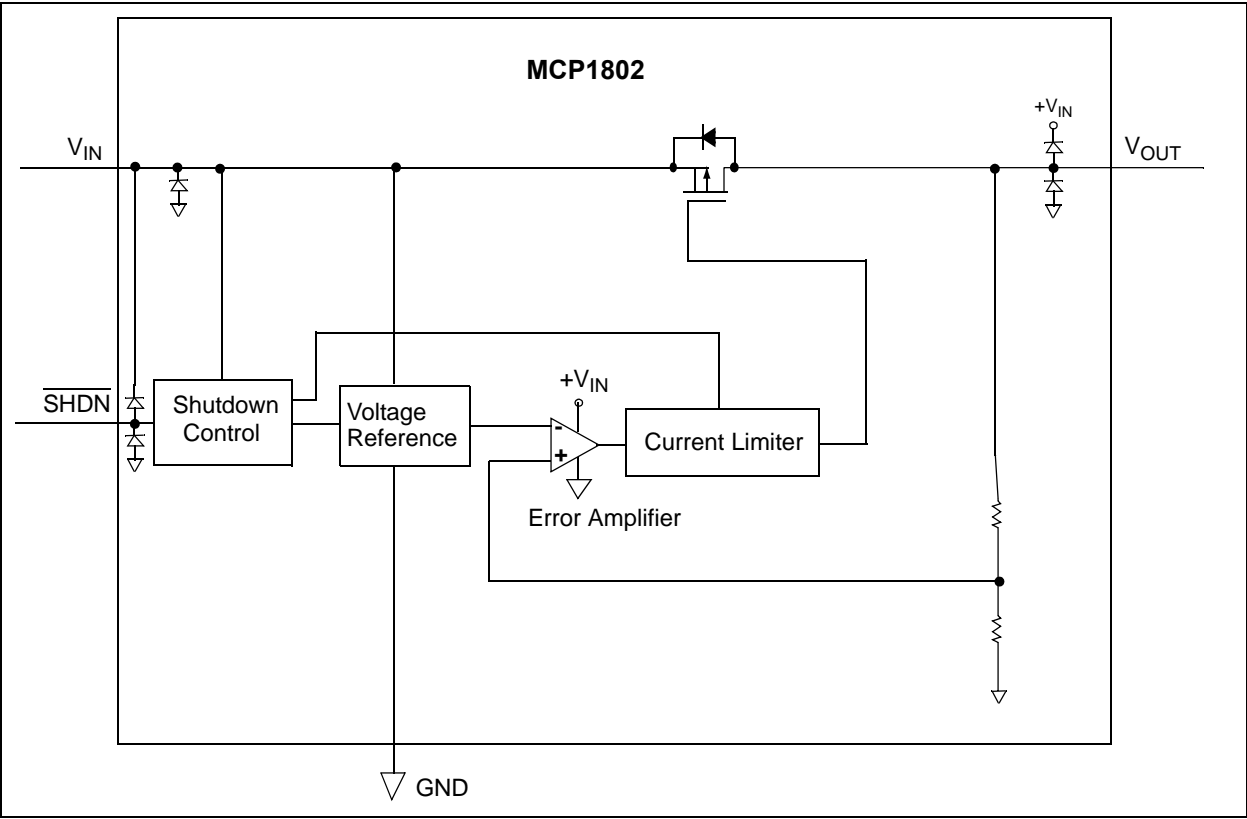 MCP1802
+VIN
VIN
VOUT
SHDN
Shutdown
Control
Voltage
Reference
+VIN
-
+
Error Amplifier
Current Limiter
GND